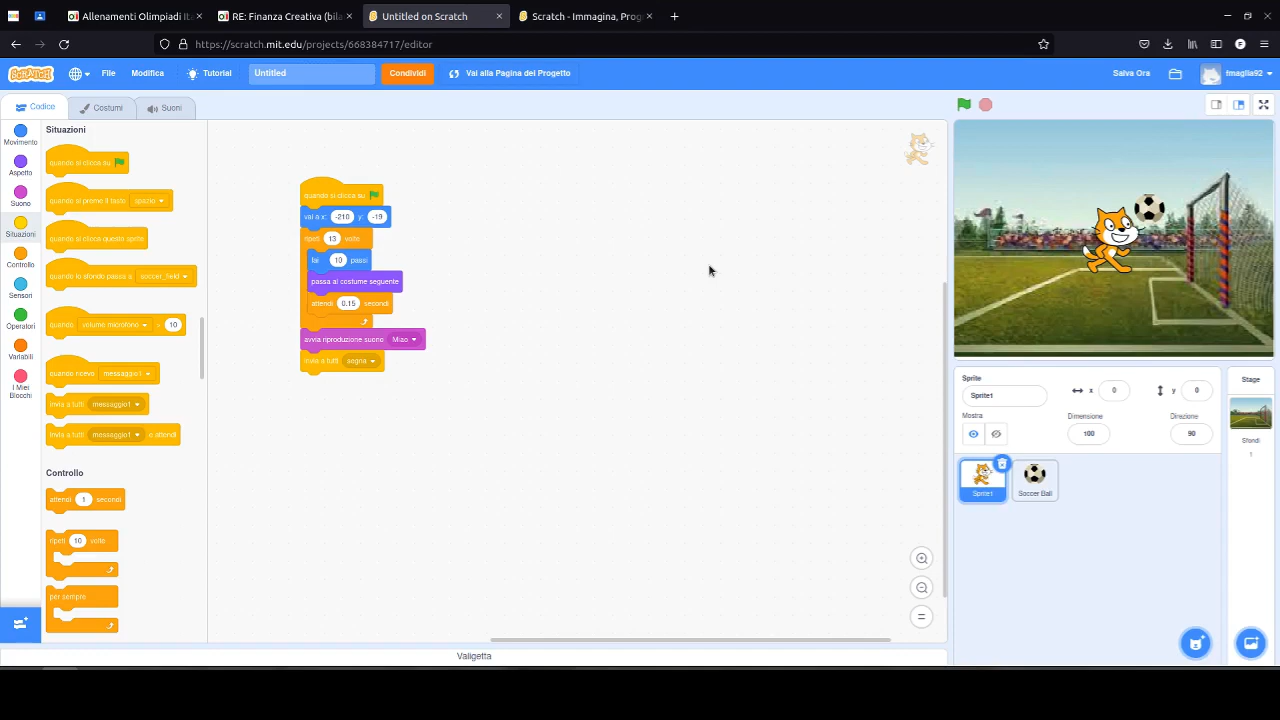 Allenamenti Olimpiadi Ita
RE: Finanza Creativa (bila
Untitled on Scratch
Scratch - Immagina, Prog
https://scratch.mit.edu/projects/668384717/editor
F
SCRATCH
File
Modifica
Tutorial
Untitled
Condividi
Vai alla Pagina del Progetto
Salva Ora
fmaglia92
Codice
Costumi
Suoni
Movimento
Aspetto
Suono
Situazioni
Controllo
Sensori
Operatori
Variabili
I Miei
Blocchi
Situazioni
quando si clicca su
quando si preme il tasto spazio
quando si clicca questo sprite
quando lo sfondo passa a soccer_field
quando volume microfono > 10
quando ricevo messaggio1
invia a tutti messaggio1
invia a tutti messaggio1 e attendi
Controllo
attendi 1 secondi
ripeti 10 volte
per sempre
quando si clicca su
vai a x: -210 y: -19
ripeti 13 volte
fai 10 passi
passa al costume seguente
attendi 0.15 secondi
avvia riproduzione suono Miao
invia a tutti segna
Valigetta
Sprite
Sprite1
x 0
y 0
Mostra
Dimensione
100
Direzione
90
Sprite1
Soccer Ball
Stage
Sfondi
1